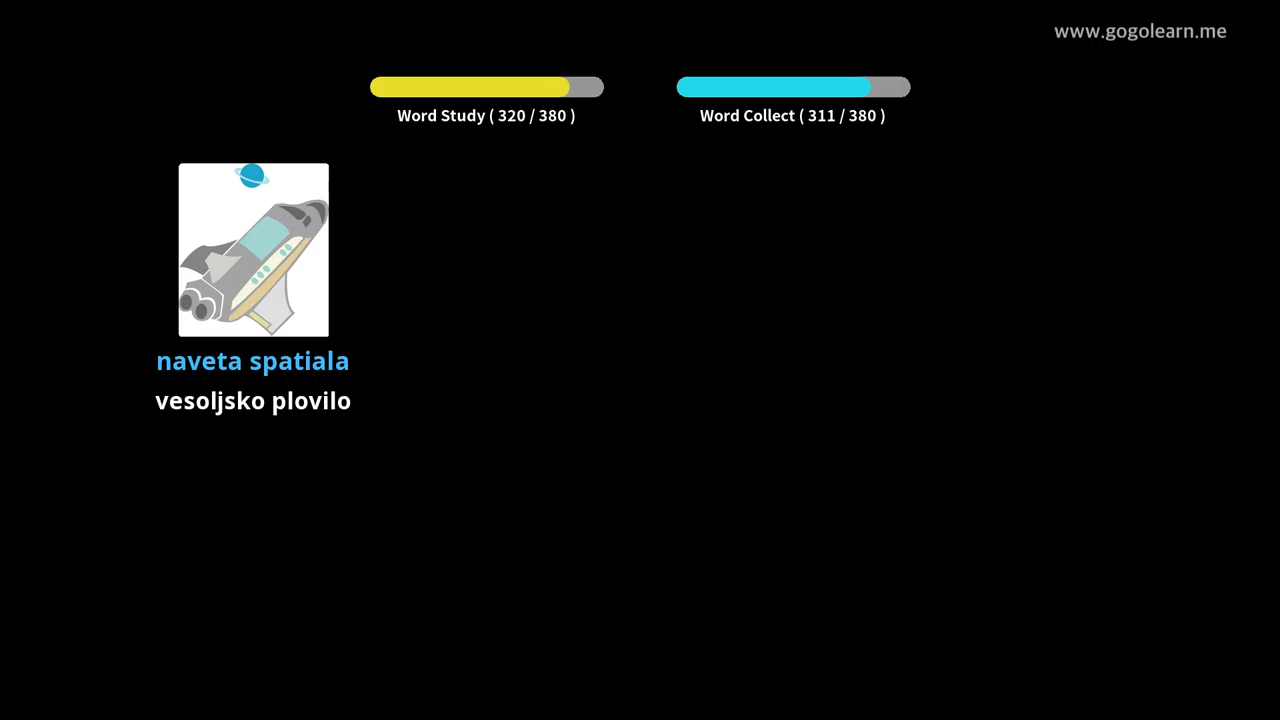 www.gogolearn.me
Word Study ( 320 / 380 )
Word Collect ( 311 / 380 )
naveta spatiala
vesoljsko plovilo